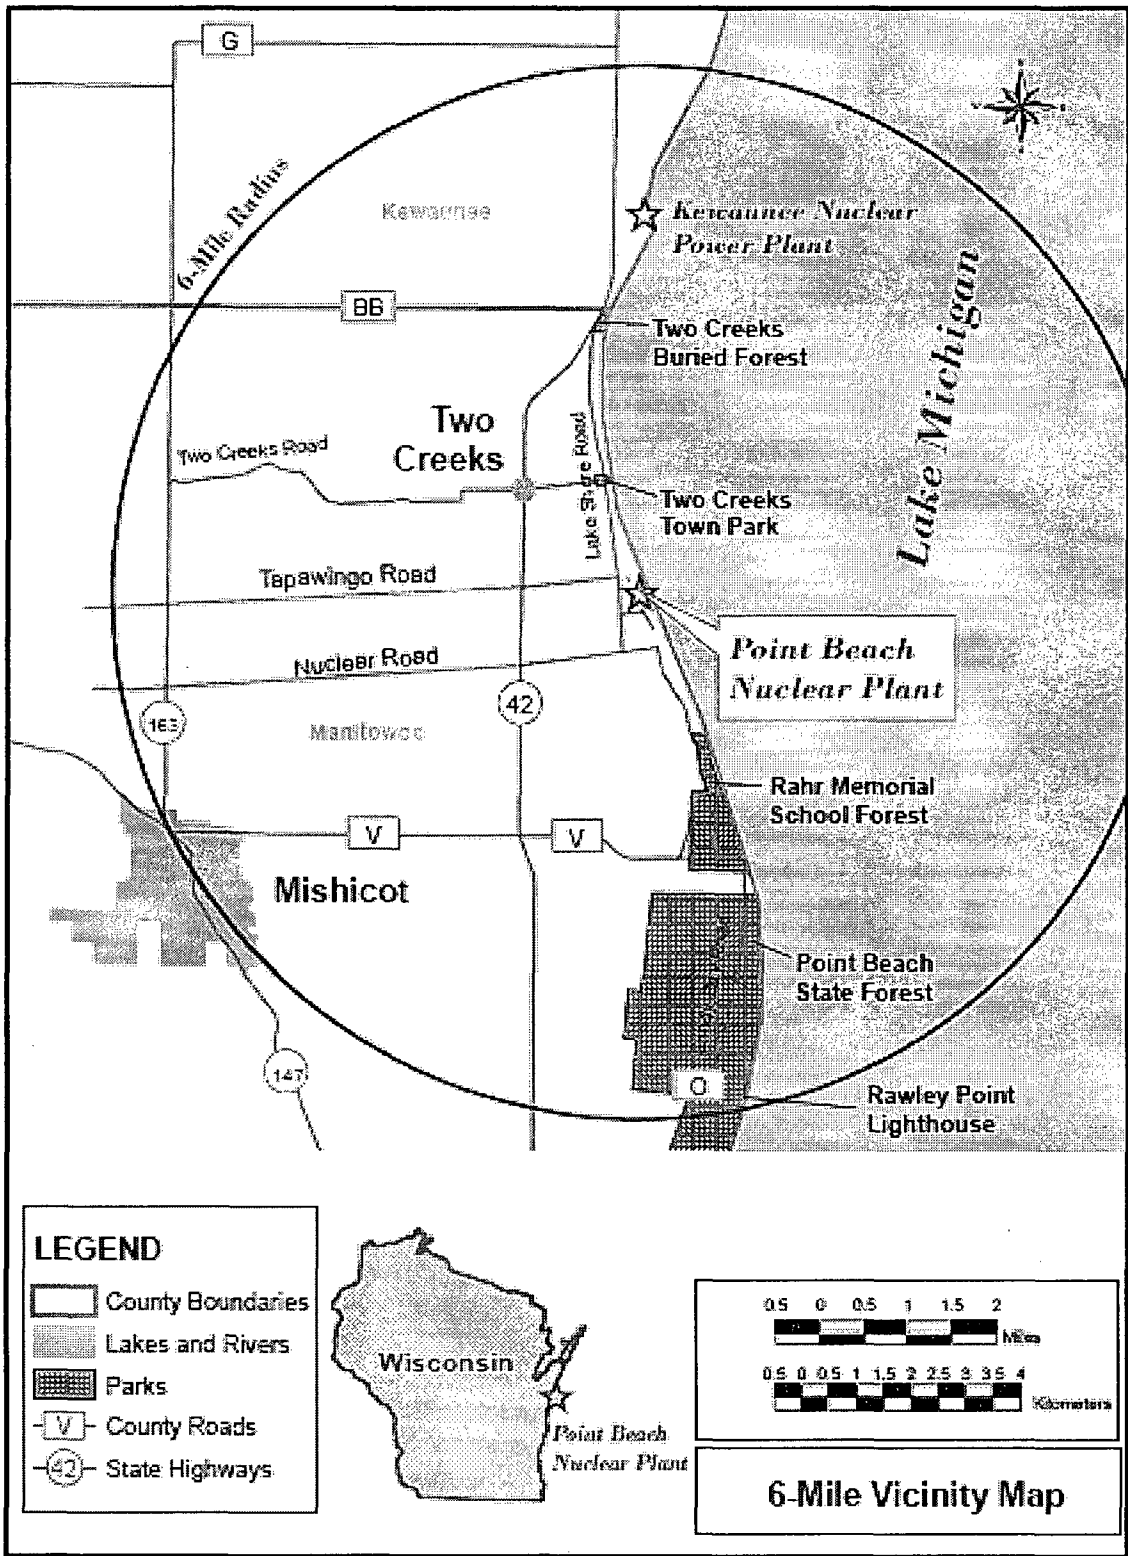 G
6-Mile Radius
Kewaunee
Kewaunee Nuclear
Power Plant
BB
Two Creeks
Buried Forest
Lake Michigan
Two
Creeks
Two Creeks Road
Lake Shore Road
Two Creeks
Town Park
Tapawingo Road
Point Beach
Nuclear Plant
Nuclear Road
163
42
Manitowoc
Rahr Memorial
School Forest
V
V
Mishicot
Point Beach
State Forest
147
O
Rawley Point
Lighthouse
LEGEND
County Boundaries
Lakes and Rivers
Parks
V County Roads
42 State Highways
Wisconsin
Point Beach
Nuclear Plant
0.5 0 0.5 1 1.5 2
Miles
0.5 0 0.5 1 1.5 2 2.5 3 3.5 4
Kilometers
6-Mile Vicinity Map